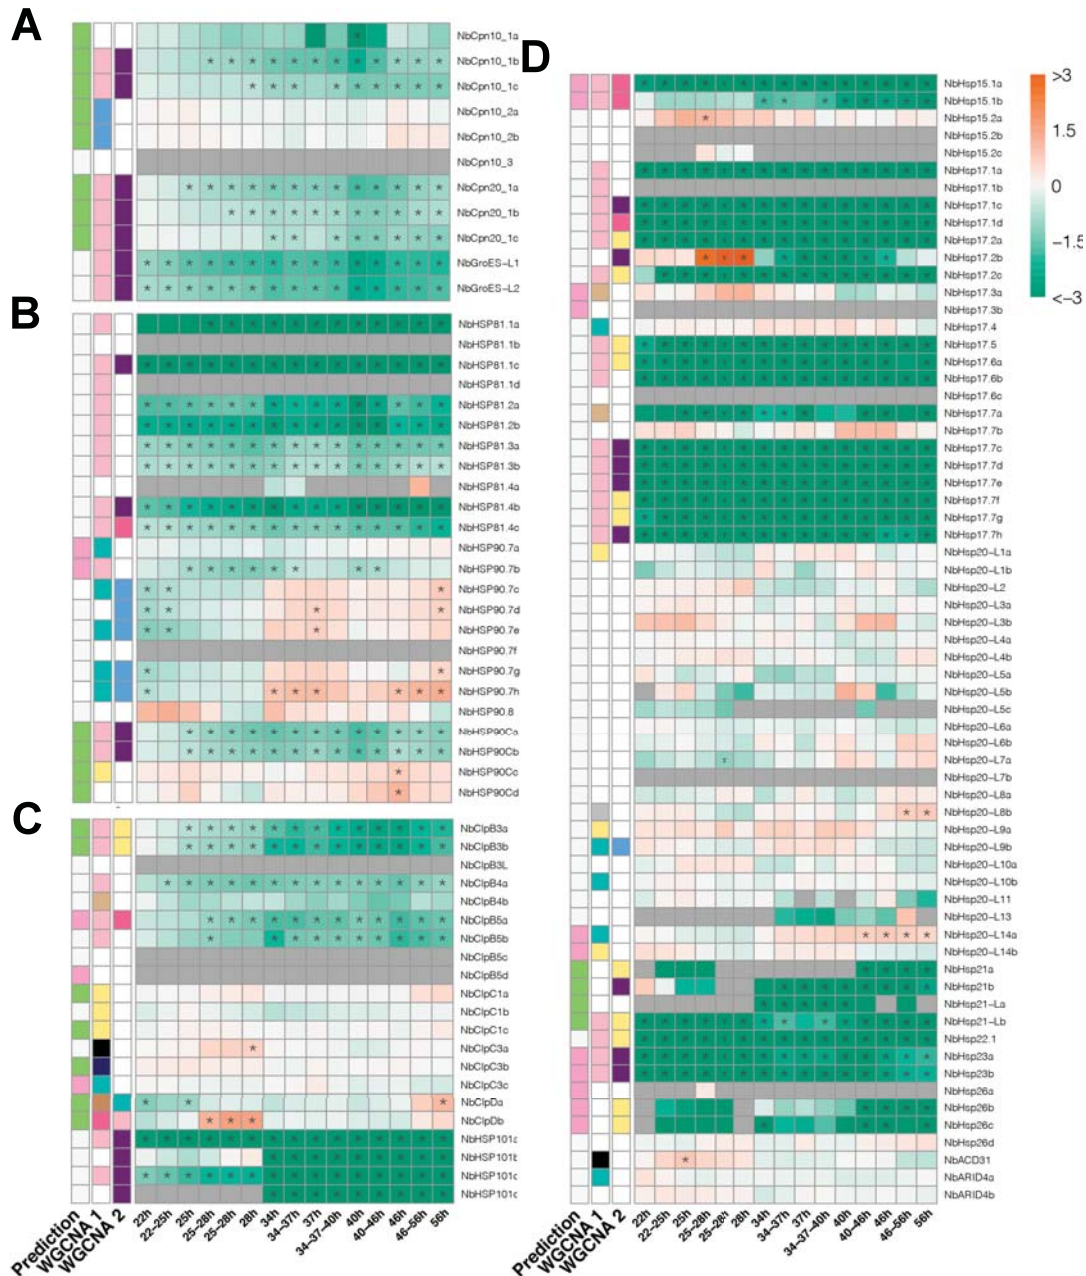 A
NbCpn10_1a
NbCpn10_1b
NbCpn10_1c
NbCpn10_2a
NbCpn10_2b
NbCpn10_3
NbCpn20_1a
NbCpn20_1b
NbCpn20_1c
NbGroES-L1
NbGroES-L2
B
NbHSP81.1a
NbHSP81.1b
NbHSP81.1c
NbHSP81.1d
NbHSP81.2a
NbHSP81.2b
NbHSP81.3a
NbHSP81.3b
NbHSP81.4a
NbHSP81.4b
NbHSP81.4c
NbHSP90.7a
NbHSP90.7b
NbHSP90.7c
NbHSP90.7d
NbHSP90.7e
NbHSP90.7f
NbHSP90.7g
NbHSP90.7h
NbHSP90.8
NbHSP90Ca
NbHSP90Cb
NbHSP90Cc
NbHSP90Cd
C
NbClpB3a
NbClpB3b
NbClpB3L
NbClpB4a
NbClpB4b
NbClpB5a
NbClpB5b
NbClpB5c
NbClpB5d
NbClpC1a
NbClpC1b
NbClpC1c
NbClpC3a
NbClpC3b
NbClpC3c
NbClpDa
NbClpDb
Prediction
WGCNA 1
WGCNA 2
22h
22-25h
25h
25-28h
25-28h
28h
34h
34-37h
37h
34-37-40h
40h
40-46h
46h
46-56h
56h
D
NbHsp15.1a
NbHsp15.1b
NbHsp15.2a
NbHsp15.2b
NbHsp15.2c
NbHsp17.1a
NbHsp17.1b
NbHsp17.1c
NbHsp17.1d
NbHsp17.2a
NbHsp17.2b
NbHsp17.2c
NbHsp17.3a
NbHsp17.3b
NbHsp17.4
NbHsp17.5
NbHsp17.6a
NbHsp17.6b
NbHsp17.6c
NbHsp17.7a
NbHsp17.7b
NbHsp17.7c
NbHsp17.7d
NbHsp17.7e
NbHsp17.7f
NbHsp17.7g
NbHsp17.7h
NbHsp20-L1a
NbHsp20-L1b
NbHsp20-L2
NbHsp20-L3a
NbHsp20-L3b
NbHsp20-L4a
NbHsp20-L4b
NbHsp20-L5a
NbHsp20-L5b
NbHsp20-L5c
NbHsp20-L6a
NbHsp20-L6b
NbHsp20-L7a
NbHsp20-L7b
NbHsp20-L8a
NbHsp20-L8b
NbHsp20-L9a
NbHsp20-L9b
NbHsp20-L10a
NbHsp20-L10b
NbHsp20-L11
NbHsp20-L13
NbHsp20-L14a
NbHsp20-L14b
NbHsp21a
NbHsp21b
NbHsp21-La
NbHsp21-Lb
NbHsp22.1
NbHsp23a
NbHsp23b
NbHsp26a
NbHsp26b
NbHsp26c
NbHsp26d
NbACD31
NbARID4a
NbARID4b
Prediction
WGCNA 1
WGCNA 2
22h
22-25h
25h
25-28h
25-28h
28h
34h
34-37h
37h
34-37-40h
40h
40-46h
46h
46-56h
56h
>3
1.5
0
-1.5
<-3